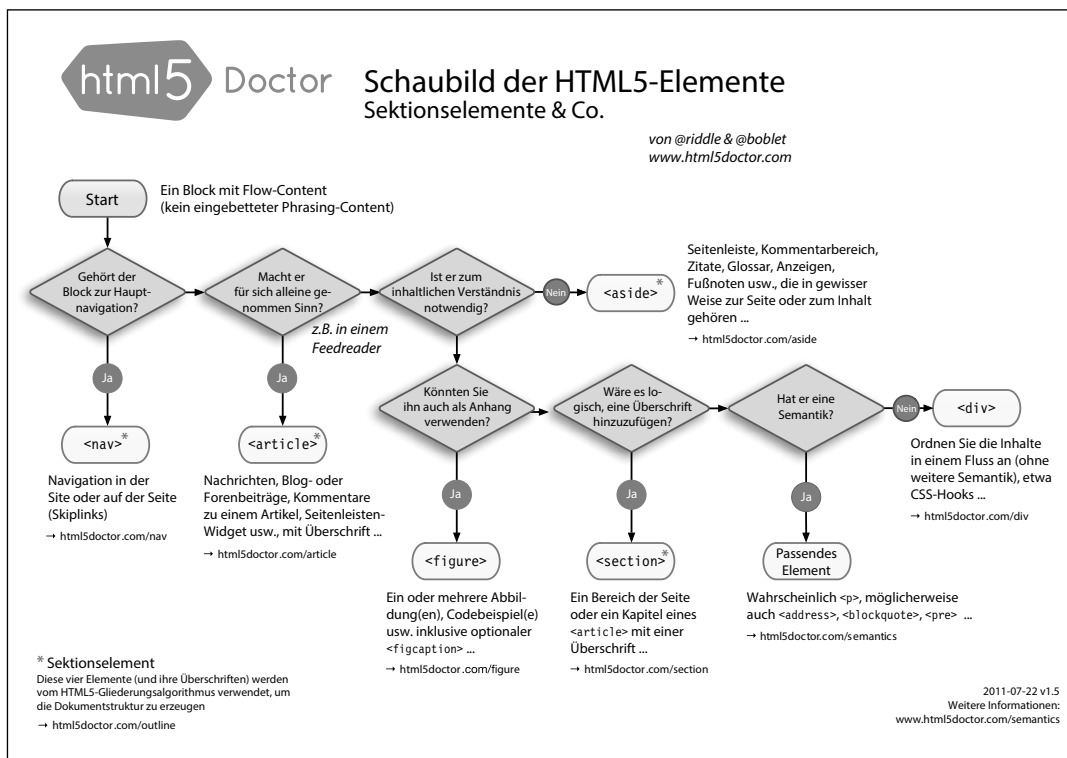 html5 Doctor
Schaubild der HTML5-Elemente
Sektionselemente & Co.
von @riddle & @boblet
www.html5doctor.com
Start
Ein Block mit Flow-Content
(kein eingebetteter Phrasing-Content)
Gehört der
Block zur Haupt-
navigation?
Macht er
für sich alleine ge-
nommen Sinn?
z.B. in einem
Feedreader
Ist er zum
inhaltlichen Verständnis
notwendig?
Nein
<aside>*
Seitenleiste, Kommentarbereich,
Zitate, Glossar, Anzeigen,
Fußnoten usw., die in gewisser
Weise zur Seite oder zum Inhalt
gehören ...
→ html5doctor.com/aside
Ja
<nav>*
Navigation in der
Site oder auf der Seite
(Skiplinks)
→ html5doctor.com/nav
Ja
<article>*
Nachrichten, Blog- oder
Forenbeiträge, Kommentare
zu einem Artikel, Seitenleisten-
Widget usw., mit Überschrift ...
→ html5doctor.com/article
Könnten Sie
ihn auch als Anhang
verwenden?
Ja
<figure>
Ein oder mehrere Abbil-
dung(en), Codebeispiel(e)
usw. inklusive optionaler
<figcaption> ...
→ html5doctor.com/figure
Wäre es lo-
gisch, eine Überschrift
hinzuzufügen?
Ja
<section>*
Ein Bereich der Seite
oder ein Kapitel eines
<article> mit einer
Überschrift ...
→ html5doctor.com/section
Hat er eine
Semantik?
Nein
<div>
Ordnen Sie die Inhalte
in einem Fluss an (ohne
weitere Semantik), etwa
CSS-Hooks ...
→ html5doctor.com/div
Ja
Passendes
Element
Wahrscheinlich <p>, möglicherweise
auch <address>, <blockquote>, <pre> ...
→ html5doctor.com/semantics
* Sektionselement
Diese vier Elemente (und ihre Überschriften) werden
vom HTML5-Gliederungsalgorithmus verwendet, um
die Dokumentstruktur zu erzeugen
→ html5doctor.com/outline
2011-07-22 v1.5
Weitere Informationen:
www.html5doctor.com/semantics